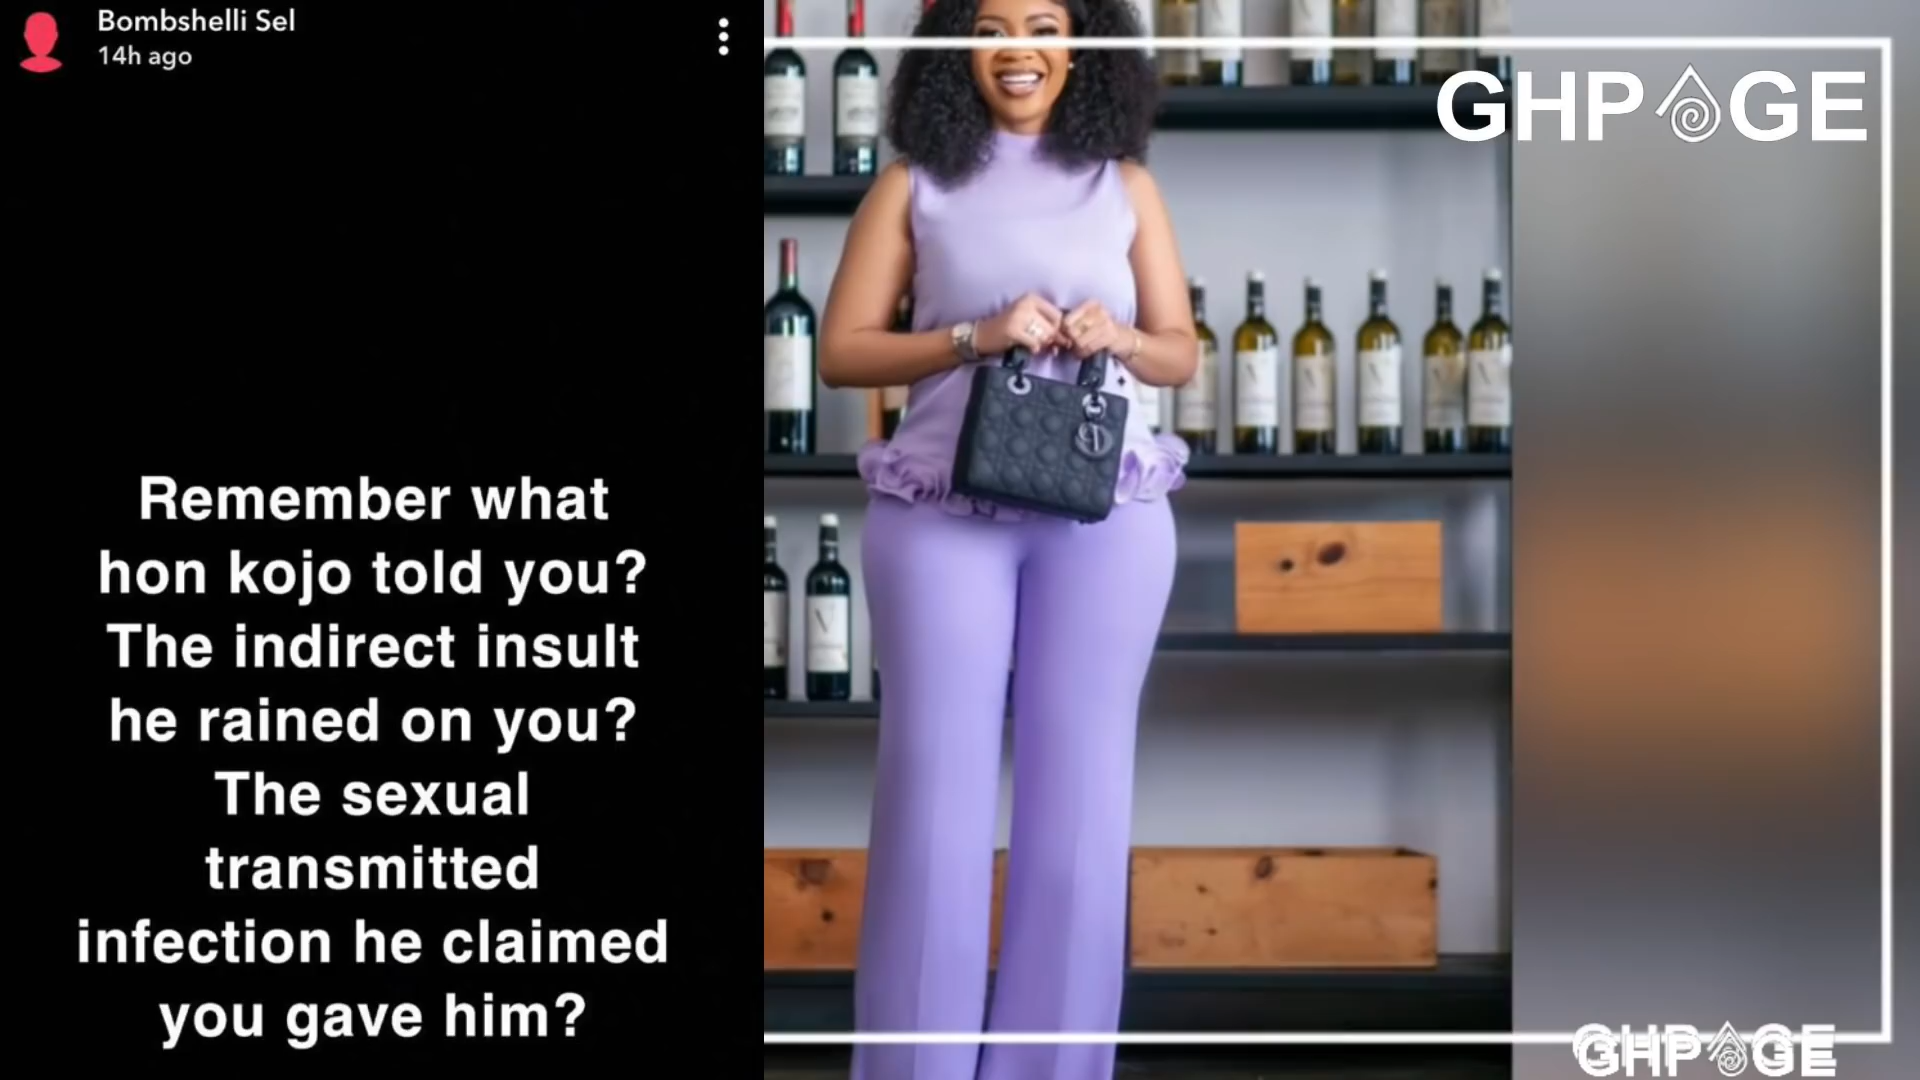 Bombshelli Sel
14h ago
Remember what
hon kojo told you?
The indirect insult
he rained on you?
The sexual
transmitted
infection he claimed
you gave him?
GHPAGE
GHPAGE